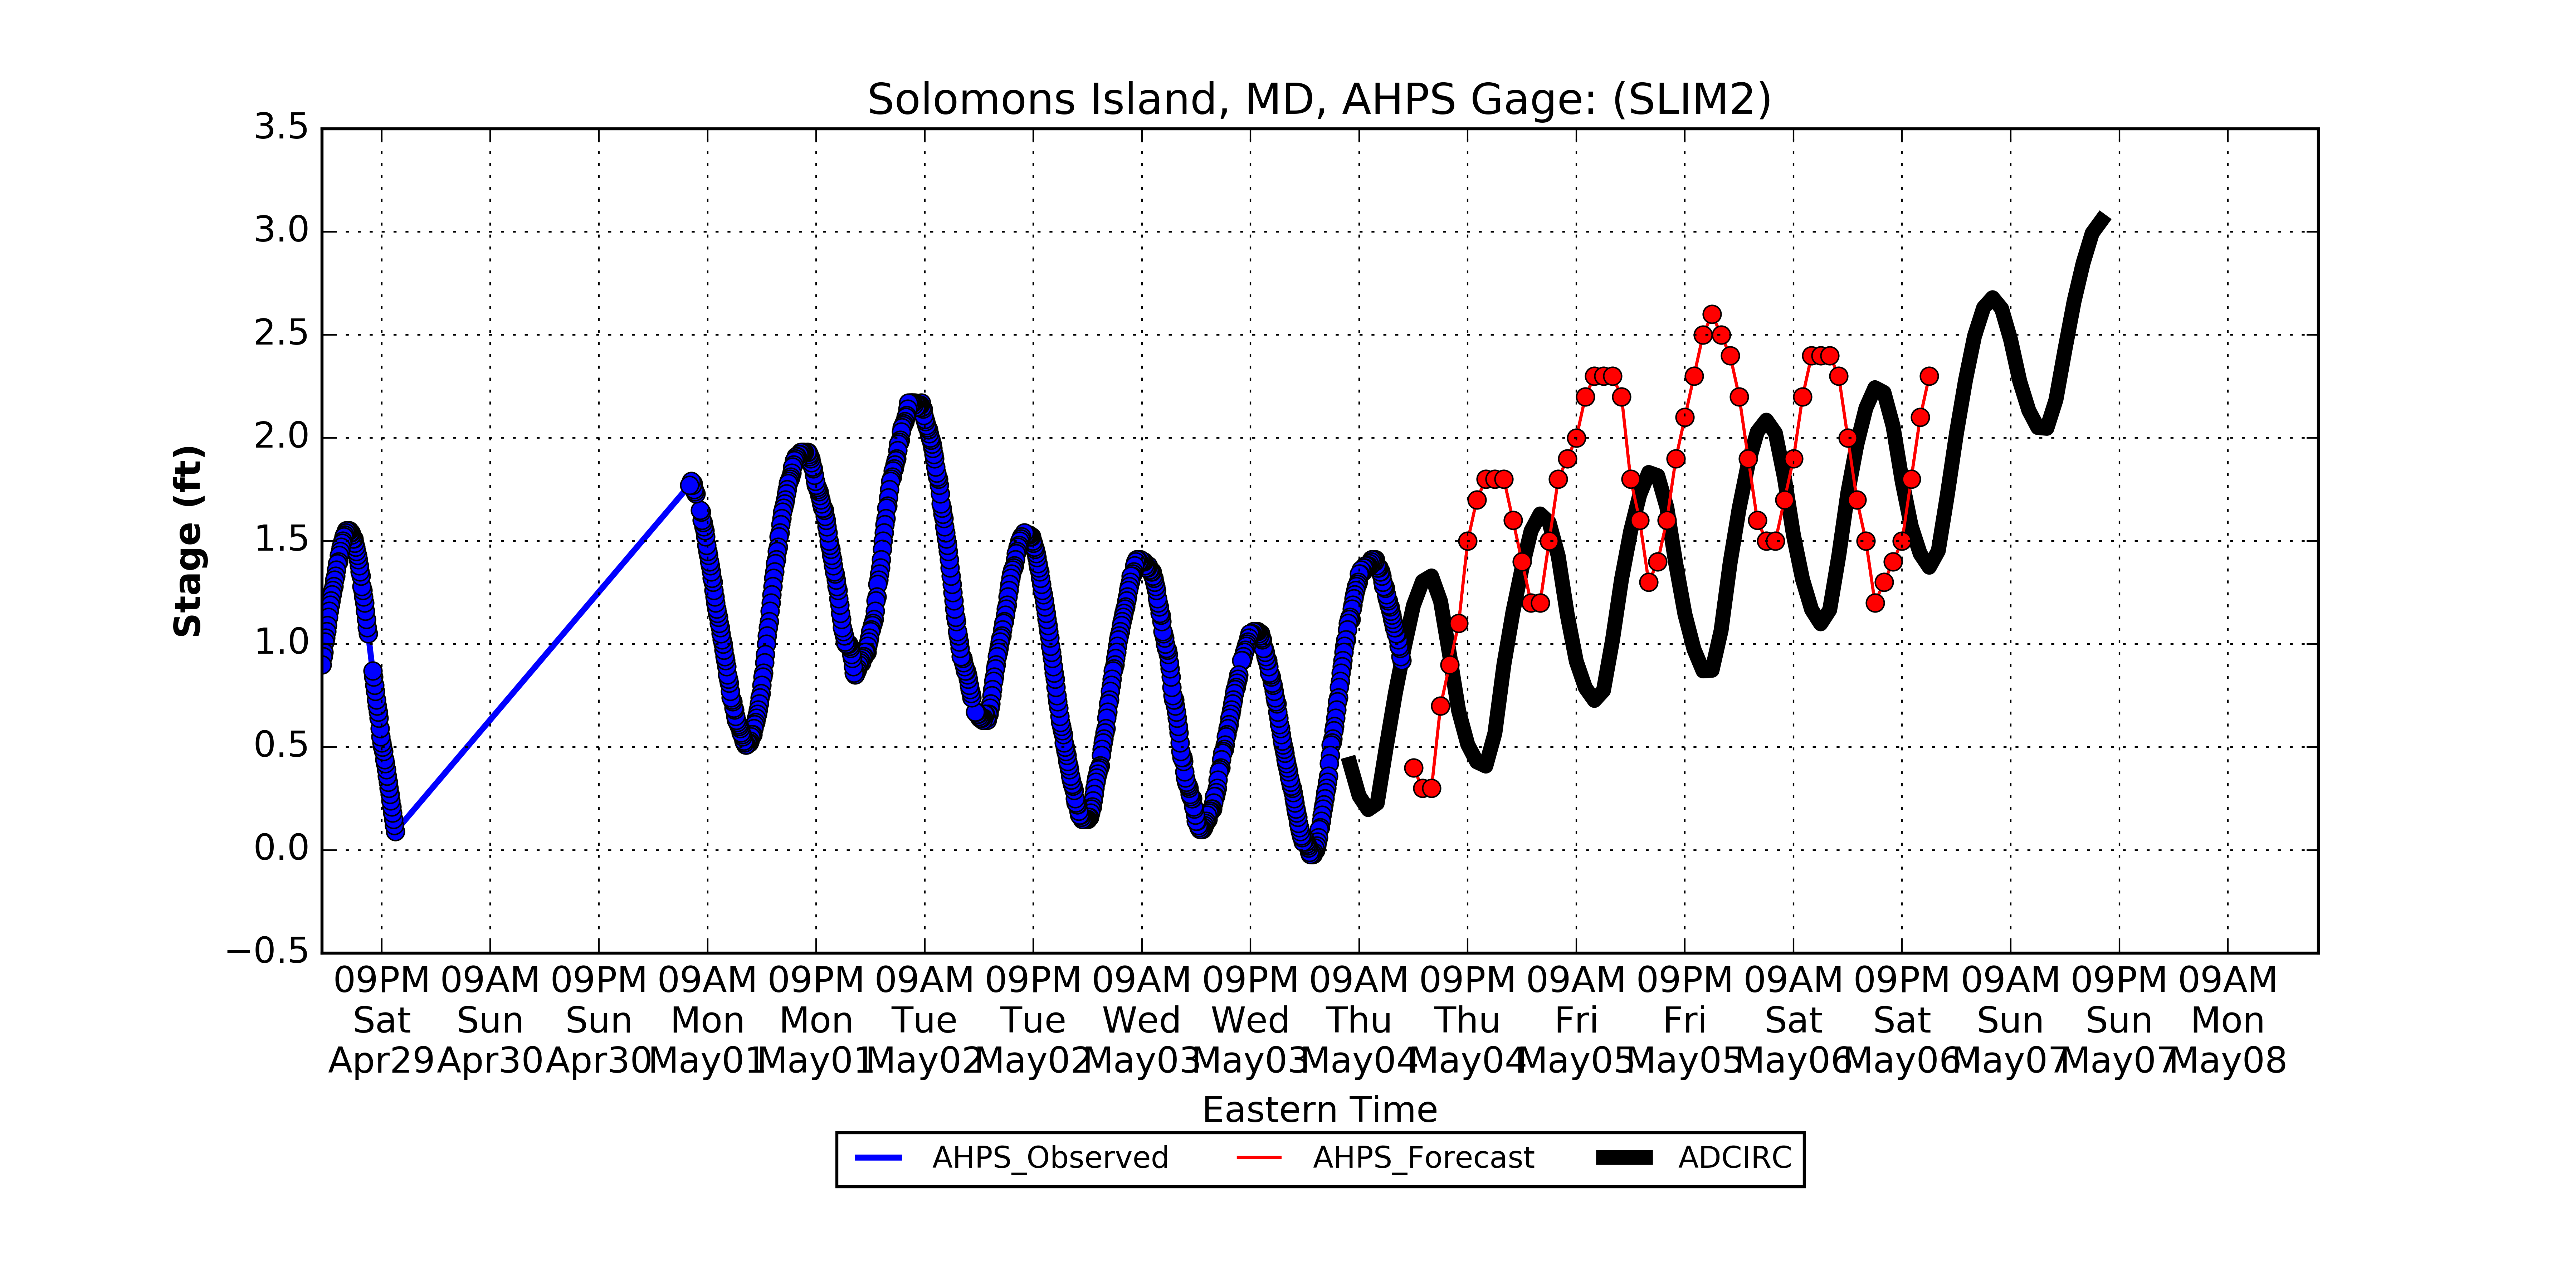 Solomons Island, MD, AHPS Gage: (SLIM2)
3.5
3.0
2.5
2.0
1.5
1.0
0.5
0.0
−0.5
Stage (ft)
09PM 09AM 09PM 09AM 09PM 09AM 09PM 09AM 09PM 09AM 09PM 09AM 09PM 09AM 09PM 09AM 09PM 09AM
Sat Sun Sun Mon Mon Tue Tue Wed Wed Thu Thu Fri Fri Sat Sat Sun Sun Mon
Apr29 Apr30 Apr30 May01 May01 May02 May02 May03 May03 May04 May04 May05 May05 May06 May06 May07 May07 May08
Eastern Time
AHPS_Observed AHPS_Forecast ADCIRC